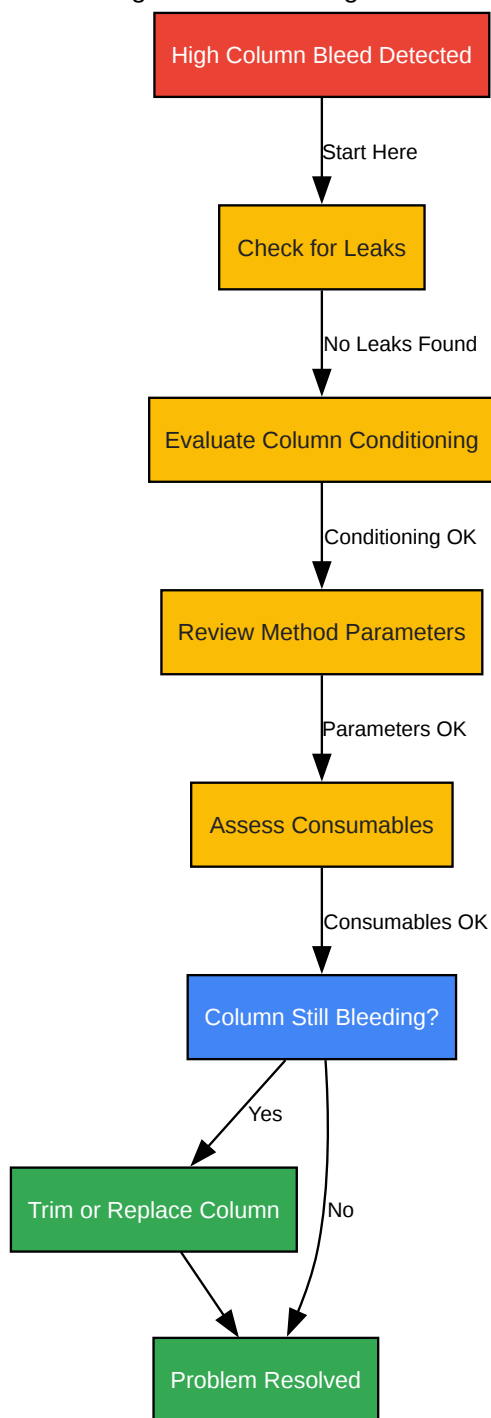 High Column Bleed Detected
Start Here
Check for Leaks
No Leaks Found
Evaluate Column Conditioning
Conditioning OK
Review Method Parameters
Parameters OK
Assess Consumables
Consumables OK
Column Still Bleeding?
Yes
Trim or Replace Column
No
Problem Resolved